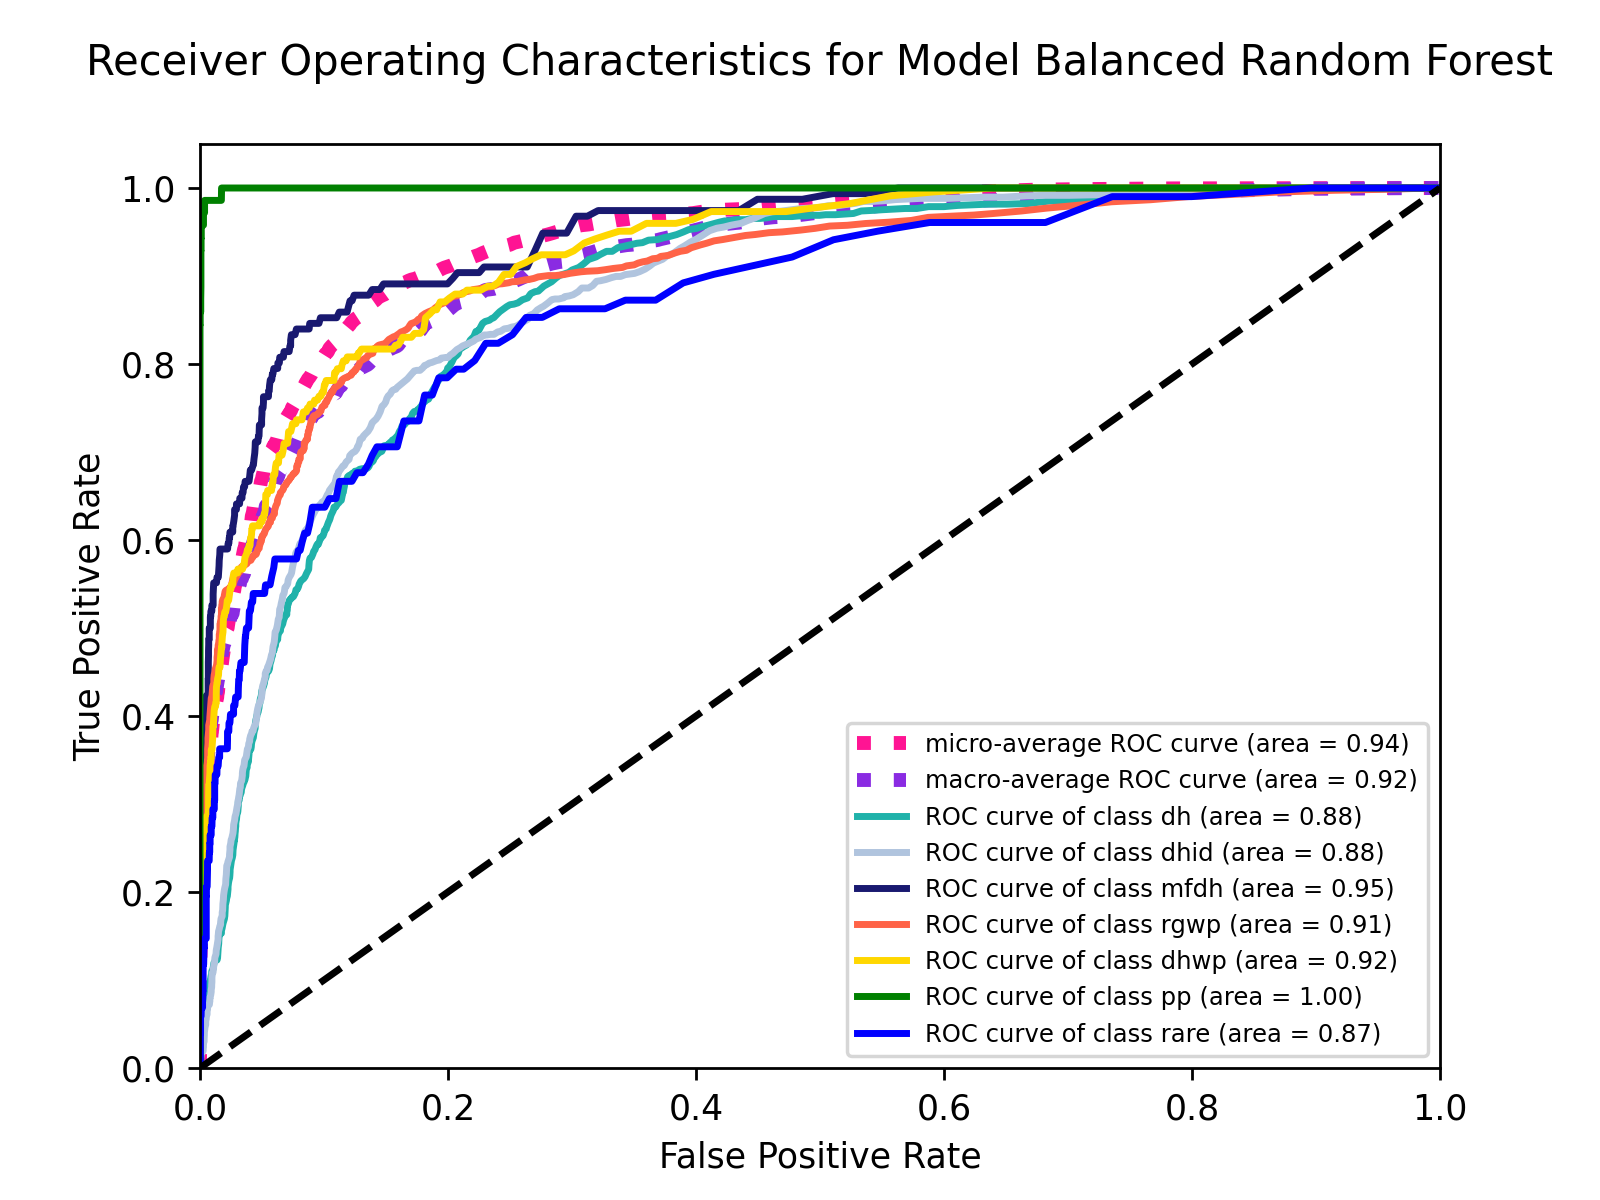 Receiver Operating Characteristics for Model Balanced Random Forest
1.0
0.8
0.6
0.4
0.2
0.0
True Positive Rate
0.0 0.2 0.4 0.6 0.8 1.0
False Positive Rate
micro-average ROC curve (area = 0.94)
macro-average ROC curve (area = 0.92)
ROC curve of class dh (area = 0.88)
ROC curve of class dhid (area = 0.88)
ROC curve of class mfdh (area = 0.95)
ROC curve of class rgwp (area = 0.91)
ROC curve of class dhwp (area = 0.92)
ROC curve of class pp (area = 1.00)
ROC curve of class rare (area = 0.87)